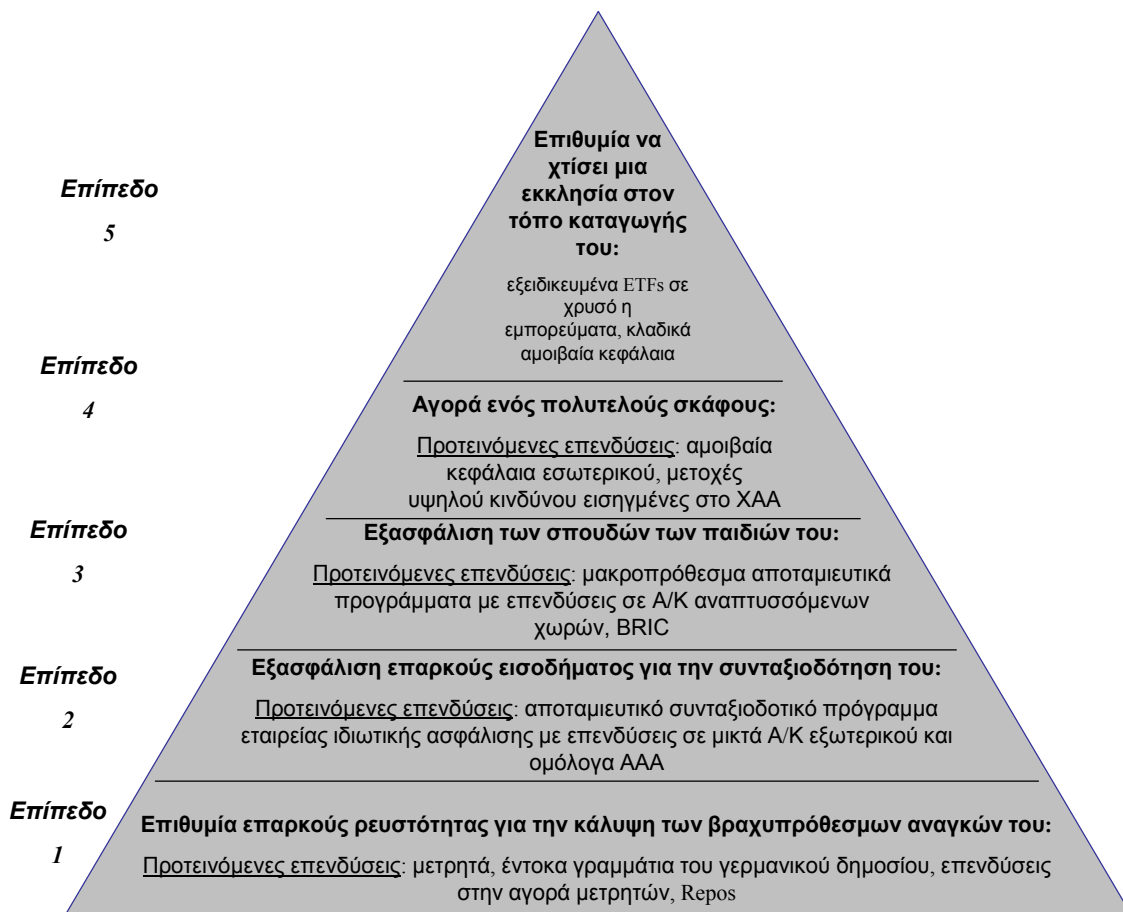 Επιθυμία να
χτίσει μια
εκκλησία στον
τόπο καταγωγής
του:
εξειδικευμένα ETFs σε
χρυσό η
εμπορεύματα, κλαδικά
αμοιβαία κεφάλαια
Επίπεδο
5
Αγορά ενός πολυτελούς σκάφους:
Προτεινόμενες επενδύσεις: αμοιβαία
κεφάλαια εσωτερικού, μετοχές
υψηλού κινδύνου εισηγμένες στο ΧΑΑ
Επίπεδο
4
Εξασφάλιση των σπουδών των παιδιών του:
Προτεινόμενες επενδύσεις: μακροπρόθεσμα αποταμιευτικά
προγράμματα με επενδύσεις σε Α/Κ αναπτυσσόμενων
χωρών, BRIC
Επίπεδο
3
Εξασφάλιση επαρκούς εισοδήματος για την συνταξιοδότηση του:
Προτεινόμενες επενδύσεις: αποταμιευτικό συνταξιοδοτικό πρόγραμμα
εταιρείας ιδιωτικής ασφάλισης με επενδύσεις σε μικτά Α/Κ εξωτερικού και
ομόλογα ΑΑΑ
Επίπεδο
2
Επιθυμία επαρκούς ρευστότητας για την κάλυψη των βραχυπρόθεσμων αναγκών του:
Προτεινόμενες επενδύσεις: μετρητά, έντοκα γραμμάτια του γερμανικού δημοσίου, επενδύσεις
στην αγορά μετρητών, Repos
Επίπεδο
1